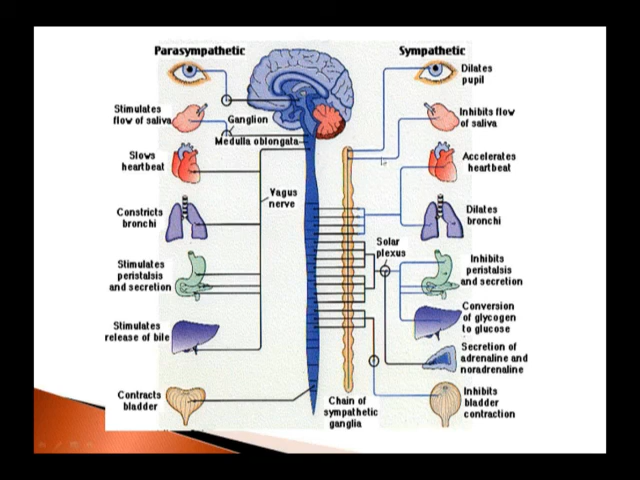 Parasympathetic
Sympathetic
Dilates
pupil
Stimulates
flow of saliva
Ganglion
Medulla oblongata
Inhibits flow
of saliva
Slows
heartbeat
Accelerates
heartbeat
Vagus
nerve
Constricts
bronchi
Dilates
bronchi
Solar
plexus
Stimulates
peristalsis
and secretion
Inhibits
peristalsis
and secretion
Conversion
of glycogen
to glucose
Stimulates
release of bile
Secretion of
adrenaline and
noradrenaline
Contracts
bladder
Chain of
sympathetic
ganglia
Inhibits
bladder
contraction